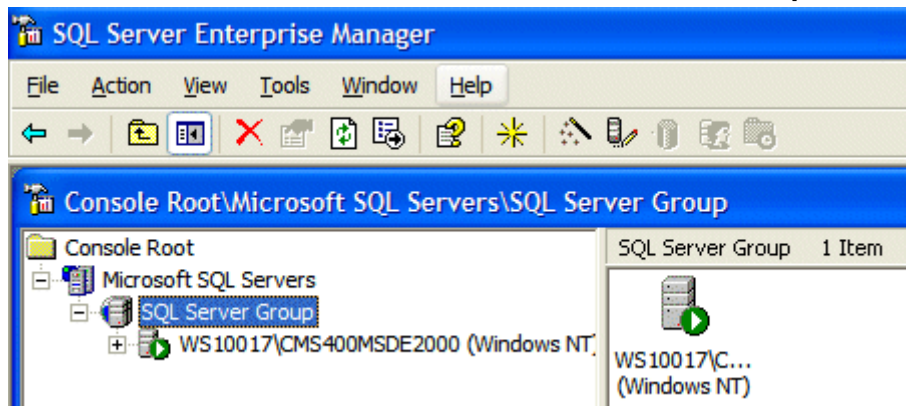 SQL Server Enterprise Manager
File Action View Tools Window Help
Console Root\Microsoft SQL Servers\SQL Server Group
Console Root
SQL Server Group 1 Item
Microsoft SQL Servers
SQL Server Group
WS10017\CMS400MSDE2000 (Windows NT)
WS10017\C...
(Windows NT)